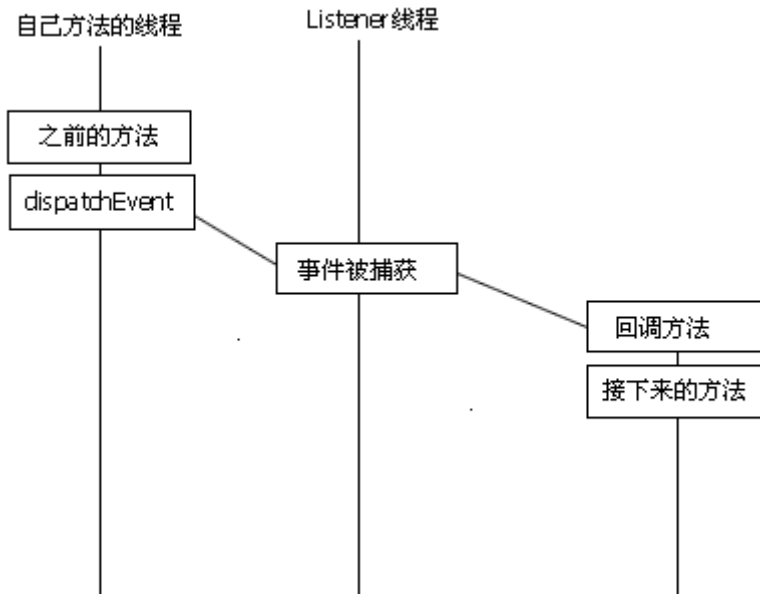 自己方法的线程
Listener线程
之前的方法
dispatchEvent
事件被捕获
回调方法
接下来的方法